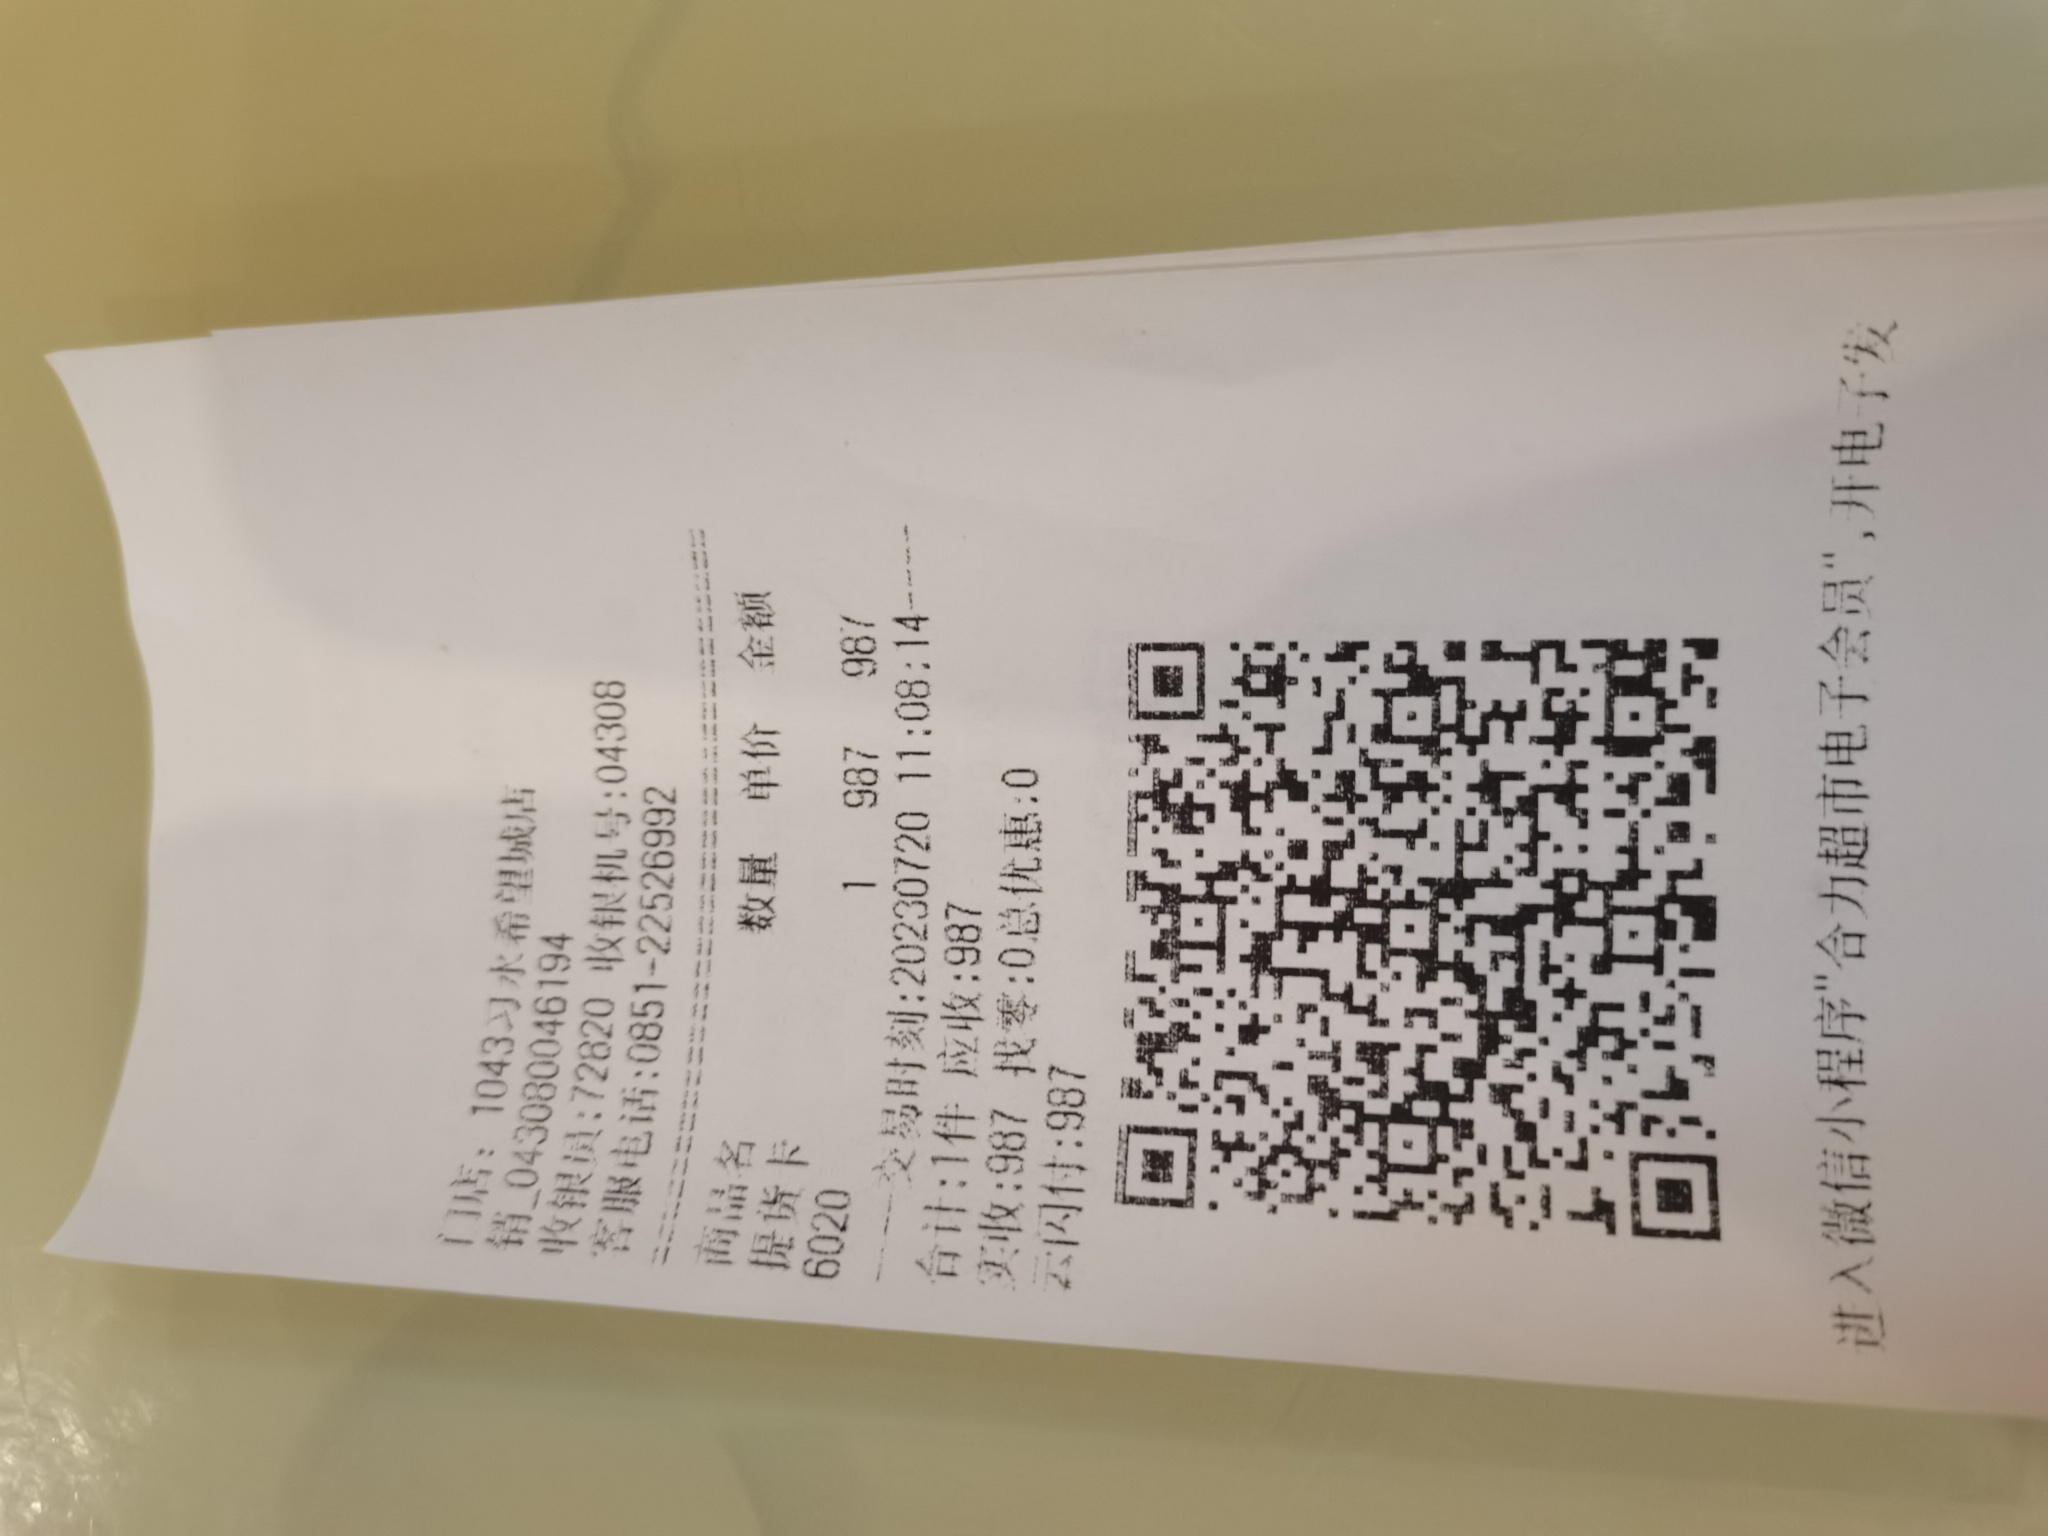 门店: 1043习水希望城店
销_04308004619​4
收银员:72820 收银机号:04308
客服电话:0851-22526992
商品名 数量 单价 金额
提货卡
6020 1 987 987
交易时刻:20230720 11:08:14
合计:1件 应收:987
实收:987 找零:0总优惠:0
云闪付:987
进入微信小程序"合力超市电子会员",开电子发